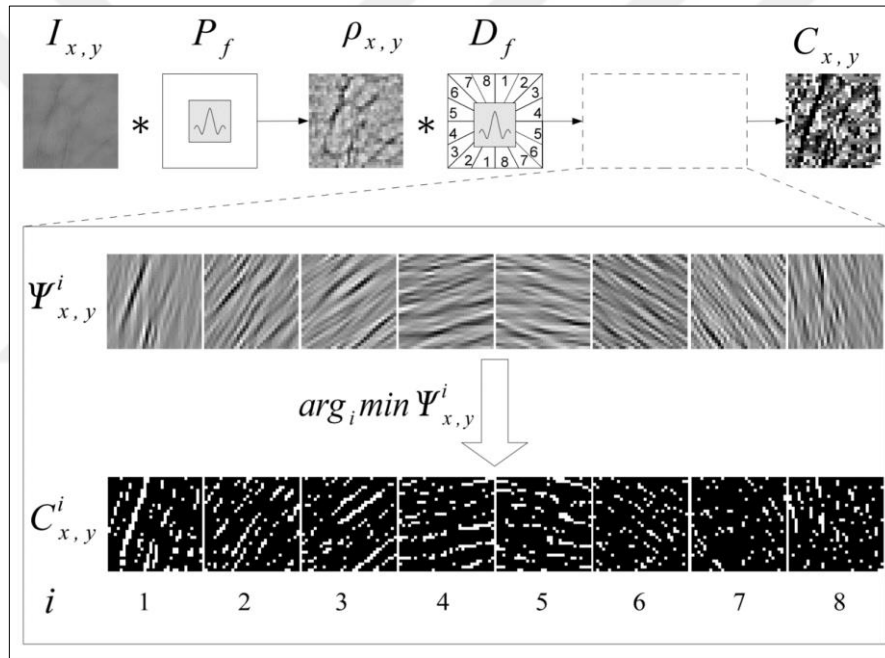 I x,y P f ρ x,y D f C x,y
* *
7 8 1 2
6 3
5 4
4 5
3 6
2 1 8 7
Ψ i x,y
arg i min Ψ i x,y
C i x,y
i 1 2 3 4 5 6 7 8